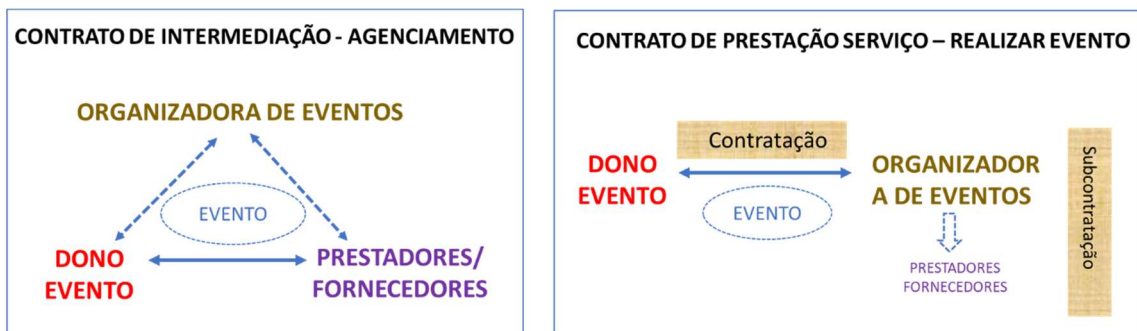 CONTRATO DE INTERMEDIAÇÃO - AGENCIAMENTO
ORGANIZADORA DE EVENTOS
EVENTO
DONO
EVENTO
PRESTADORES/
FORNECEDORES
CONTRATO DE PRESTAÇÃO SERVIÇO – REALIZAR EVENTO
Contratação
DONO
EVENTO
EVENTO
ORGANIZADOR
A DE EVENTOS
PRESTADORES
FORNECEDORES
Subcontratação